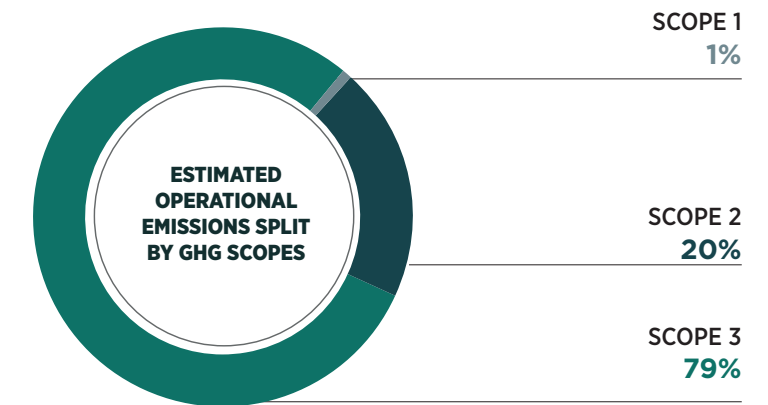 SCOPE 1
1%
ESTIMATED
OPERATIONAL
EMISSIONS SPLIT
BY GHG SCOPES
SCOPE 2
20%
SCOPE 3
79%